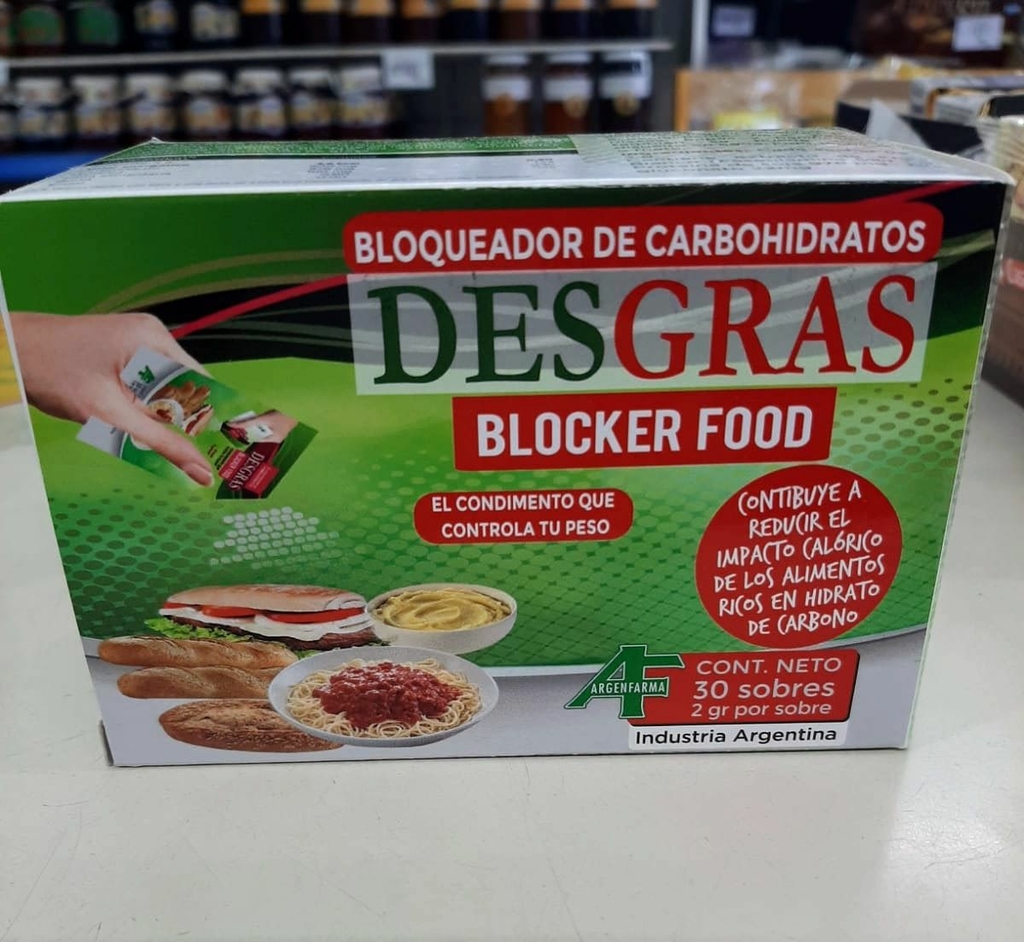 BLOQUEADOR DE CARBOHIDRATOS
DESGRAS
BLOCKER FOOD
EL CONDIMENTO QUE
CONTROLA TU PESO
CONTIBUYE A
REDUCIR EL
IMPACTO CALÓRICO
DE LOS ALIMENTOS
RICOS EN HIDRATO
DE CARBONO
DESGRAS
AF
ARGENFARMA
CONT. NETO
30 sobres
2 gr por sobre
Industria Argentina